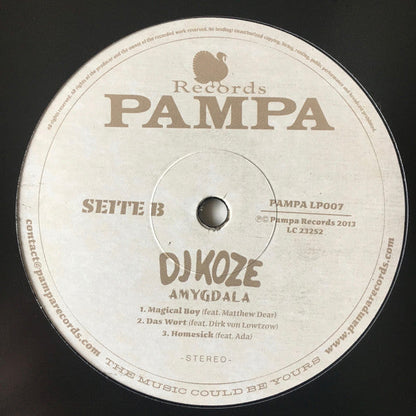 Records
PAMPA
SEITE B
PAMPA LP007
℗© Pampa Records 2013
LC 23252
DJ KOZE
AMYGDALA
1. Magical Boy (feat. Matthew Dear)
2. Das Wort (feat. Dirk von Lowtzow)
3. Homesick (feat. Ada)
-STEREO-
contact@pamparecords.com
THE MUSIC COULD BE YOURS
www.pamparecords.com